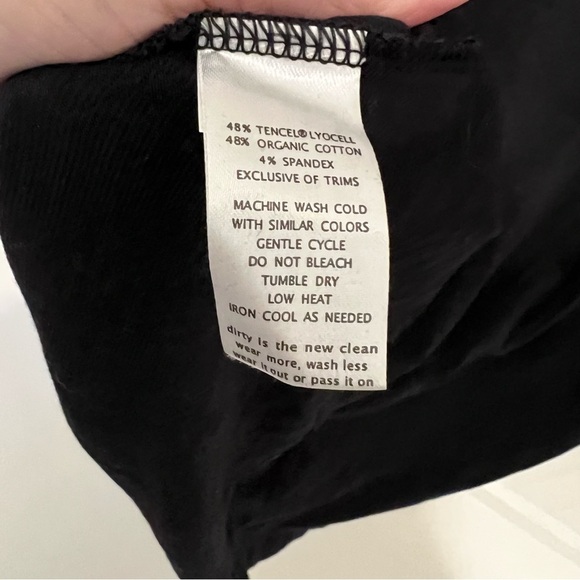 48% TENCEL® LYOCELL
48% ORGANIC COTTON
4% SPANDEX
EXCLUSIVE OF TRIMS
MACHINE WASH COLD
WITH SIMILAR COLORS
GENTLE CYCLE
DO NOT BLEACH
TUMBLE DRY
LOW HEAT
IRON COOL AS NEEDED
dirty is the new clean
wear more, wash less
wear it out or pass it on